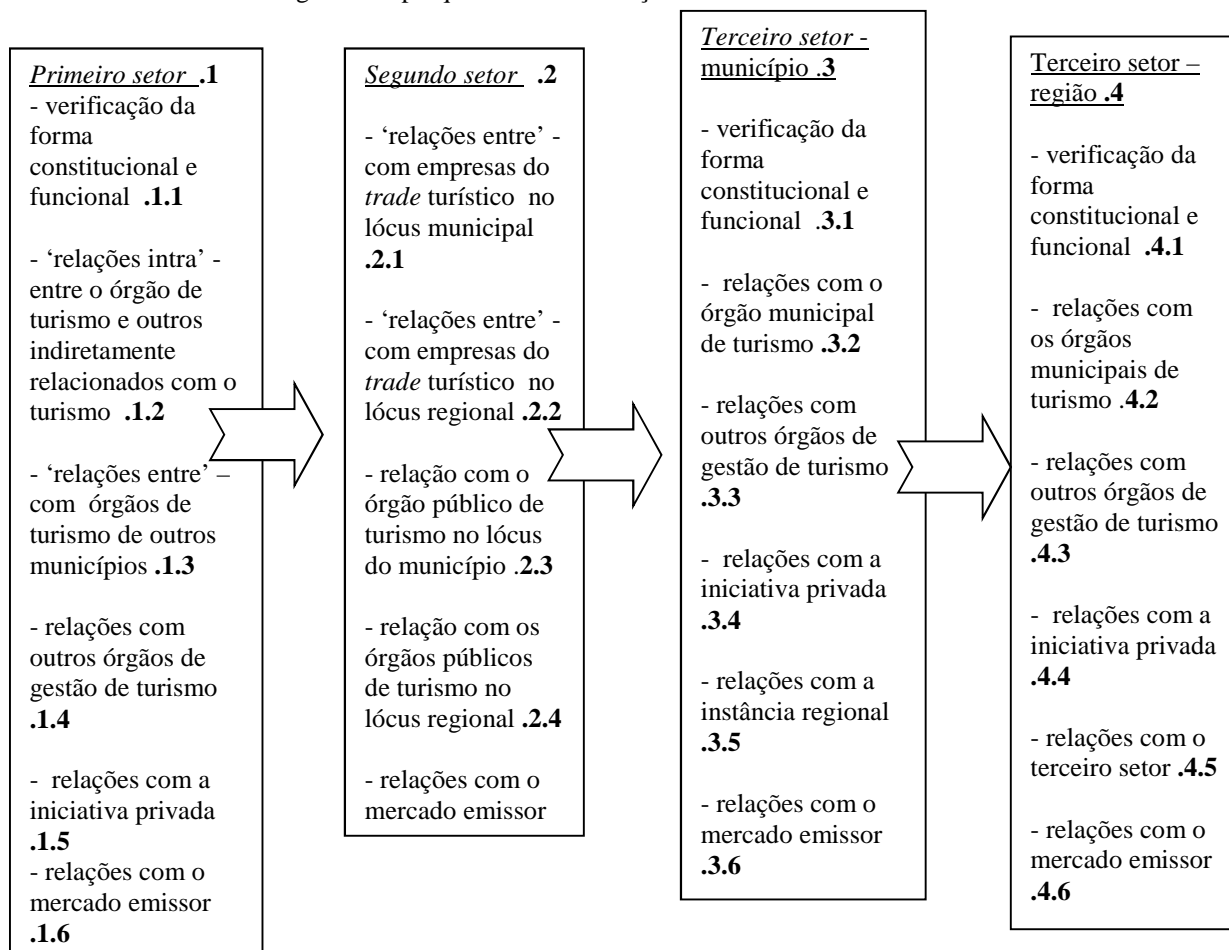 Primeiro setor .1
- verificação da
forma
constitucional e
funcional .1.1
- ‘relações intra’ -
entre o órgão de
turismo e outros
indiretamente
relacionados com o
turismo .1.2
- ‘relações entre’ –
com órgãos de
turismo de outros
municípios .1.3
- relações com
outros órgãos de
gestão de turismo
.1.4
- relações com a
iniciativa privada
.1.5
- relações com o
mercado emissor
.1.6
Segundo setor .2
- ‘relações entre’ -
com empresas do
trade turístico no
lócus municipal
.2.1
- ‘relações entre’ -
com empresas do
trade turístico no
lócus regional .2.2
- relação com o
órgão público de
turismo no lócus
do município .2.3
- relação com os
órgãos públicos
de turismo no
lócus regional .2.4
- relações com o
mercado emissor
Terceiro setor -
município .3
- verificação da
forma
constitucional e
funcional .3.1
- relações com o
órgão municipal
de turismo .3.2
- relações com
outros órgãos de
gestão de turismo
.3.3
- relações com a
iniciativa privada
.3.4
- relações com a
instância regional
.3.5
- relações com o
mercado emissor
.3.6
Terceiro setor –
região .4
- verificação da
forma
constitucional e
funcional .4.1
- relações com
os órgãos
municipais de
turismo .4.2
- relações com
outros órgãos de
gestão de turismo
.4.3
- relações com a
iniciativa privada
.4.4
- relações com o
terceiro setor .4.5
- relações com o
mercado emissor
.4.6